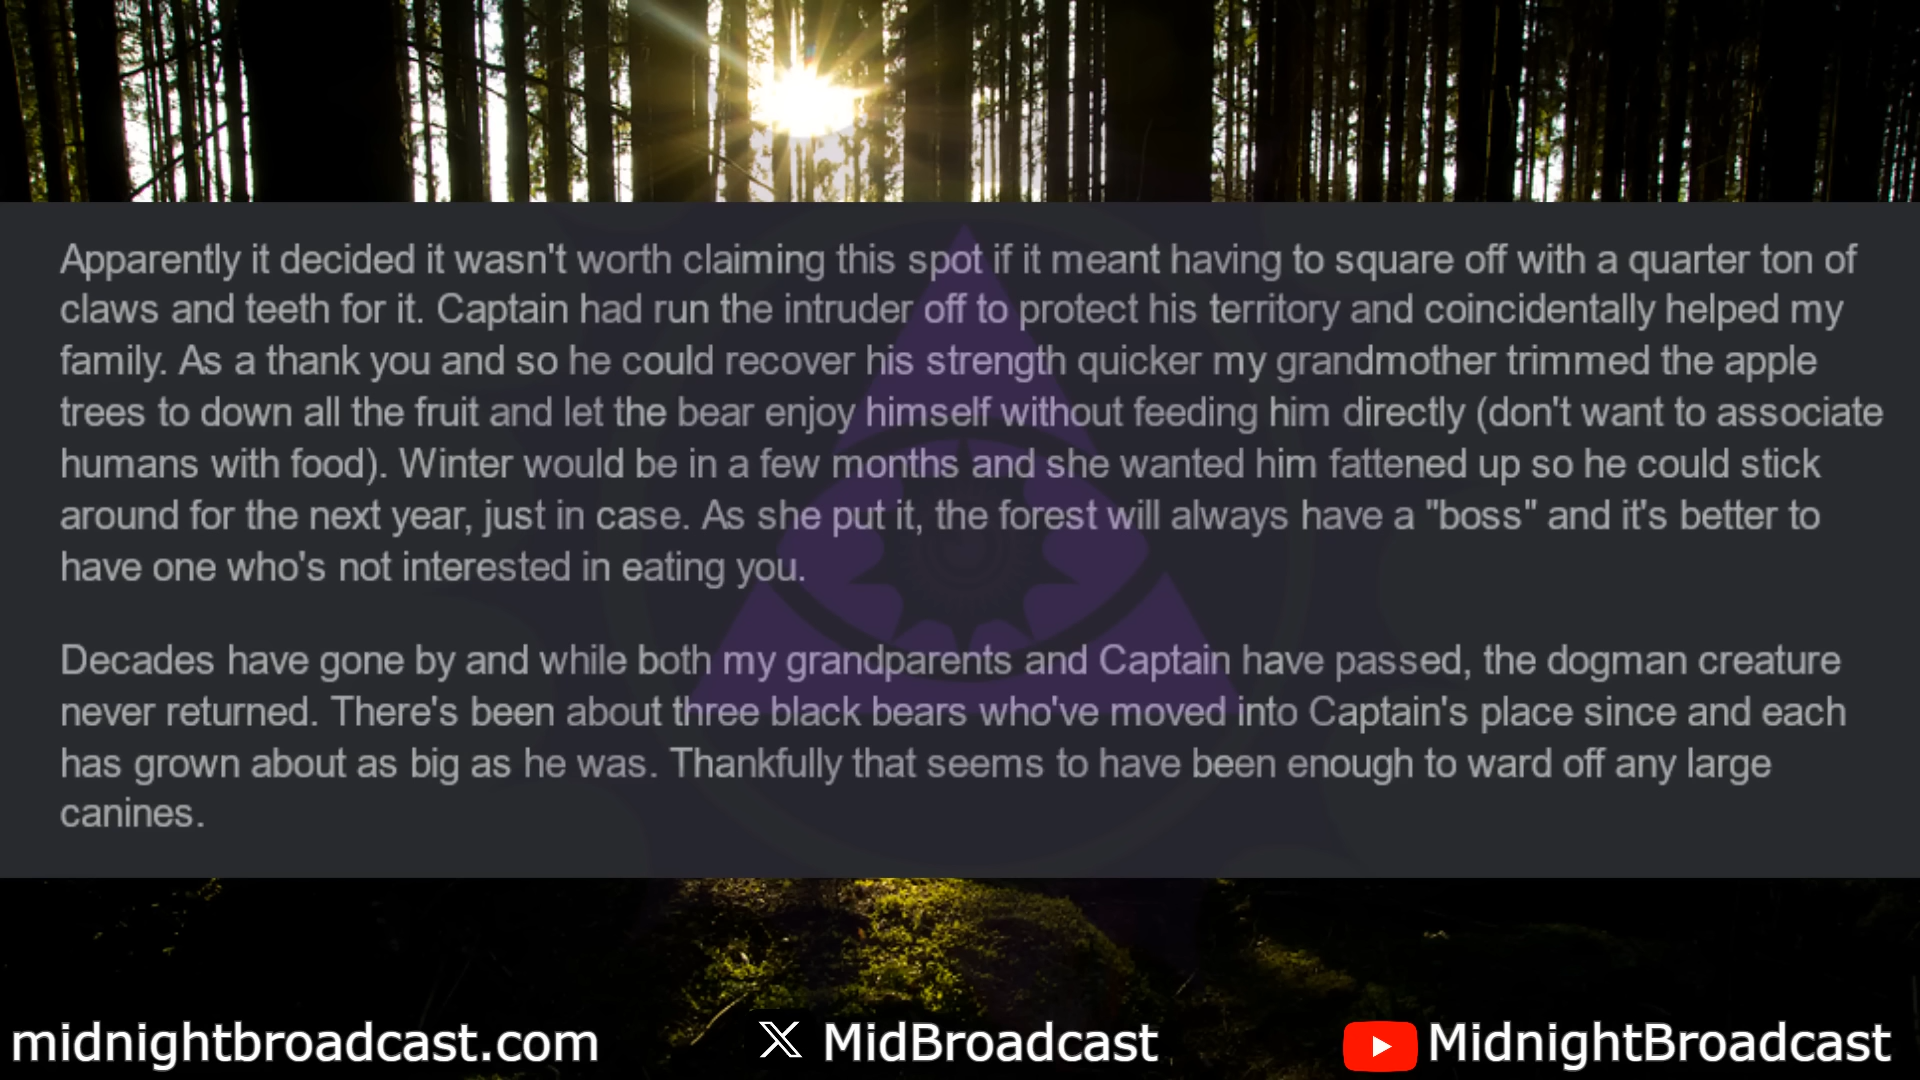 Apparently it decided it wasn't worth claiming this spot if it meant having to square off with a quarter ton of
claws and teeth for it. Captain had run the intruder off to protect his territory and coincidentally helped my
family. As a thank you and so he could recover his strength quicker my grandmother trimmed the apple
trees to down all the fruit and let the bear enjoy himself without feeding him directly (don't want to associate
humans with food). Winter would be in a few months and she wanted him fattened up so he could stick
around for the next year, just in case. As she put it, the forest will always have a "boss" and it's better to
have one who's not interested in eating you.
Decades have gone by and while both my grandparents and Captain have passed, the dogman creature
never returned. There's been about three black bears who've moved into Captain's place since and each
has grown about as big as he was. Thankfully that seems to have been enough to ward off any large
canines.
midnightbroadcast.com X MidBroadcast MidnightBroadcast